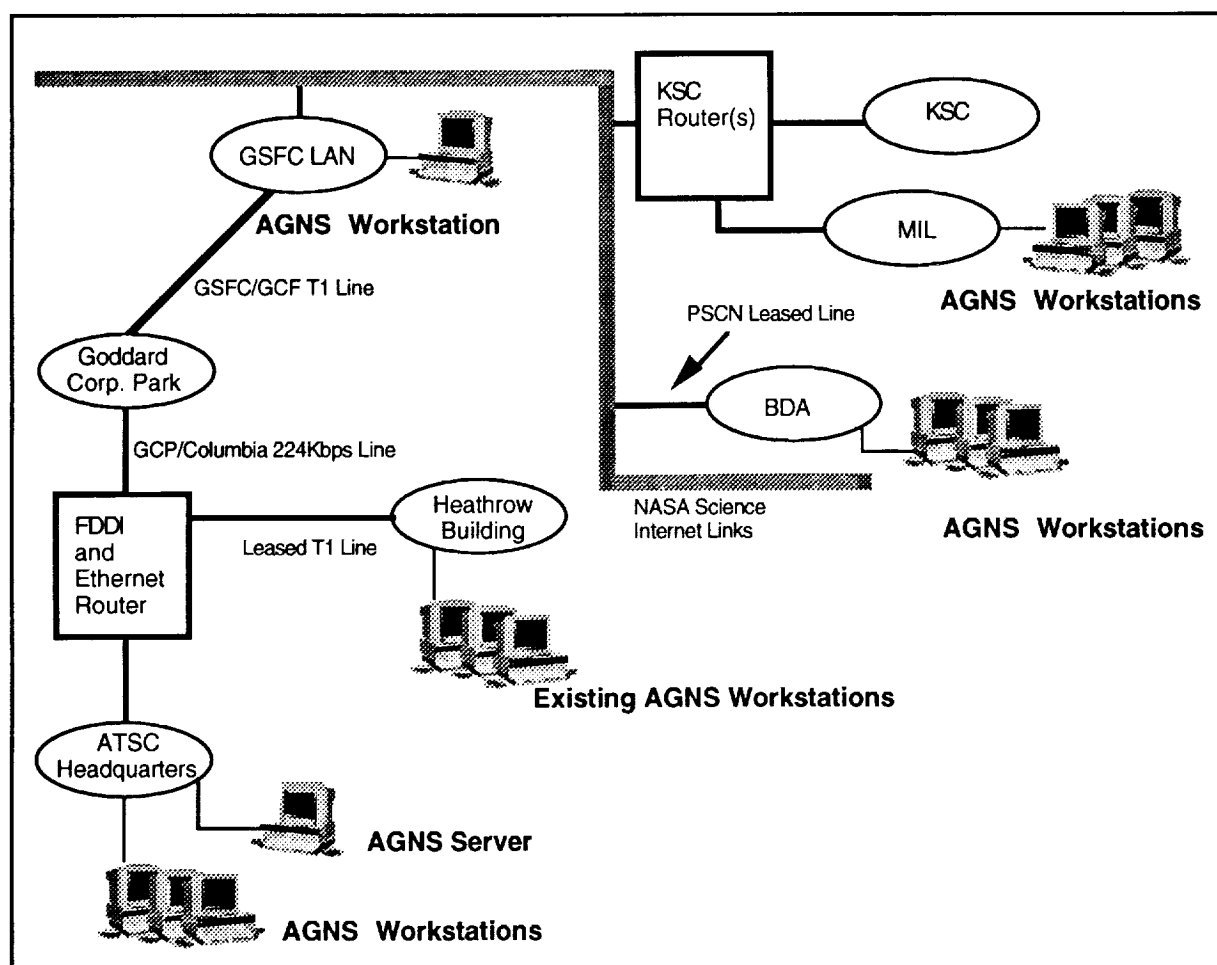 KSC
Router(s)
KSC
GSFC LAN
AGNS Workstation
MIL
AGNS Workstations
GSFC/GCF T1 Line
PSCN Leased Line
Goddard
Corp. Park
BDA
GCP/Columbia 224Kbps Line
NASA Science
Internet Links
AGNS Workstations
FDDI
and
Ethernet
Router
Heathrow
Building
Leased T1 Line
Existing AGNS Workstations
ATSC
Headquarters
AGNS Server
AGNS Workstations